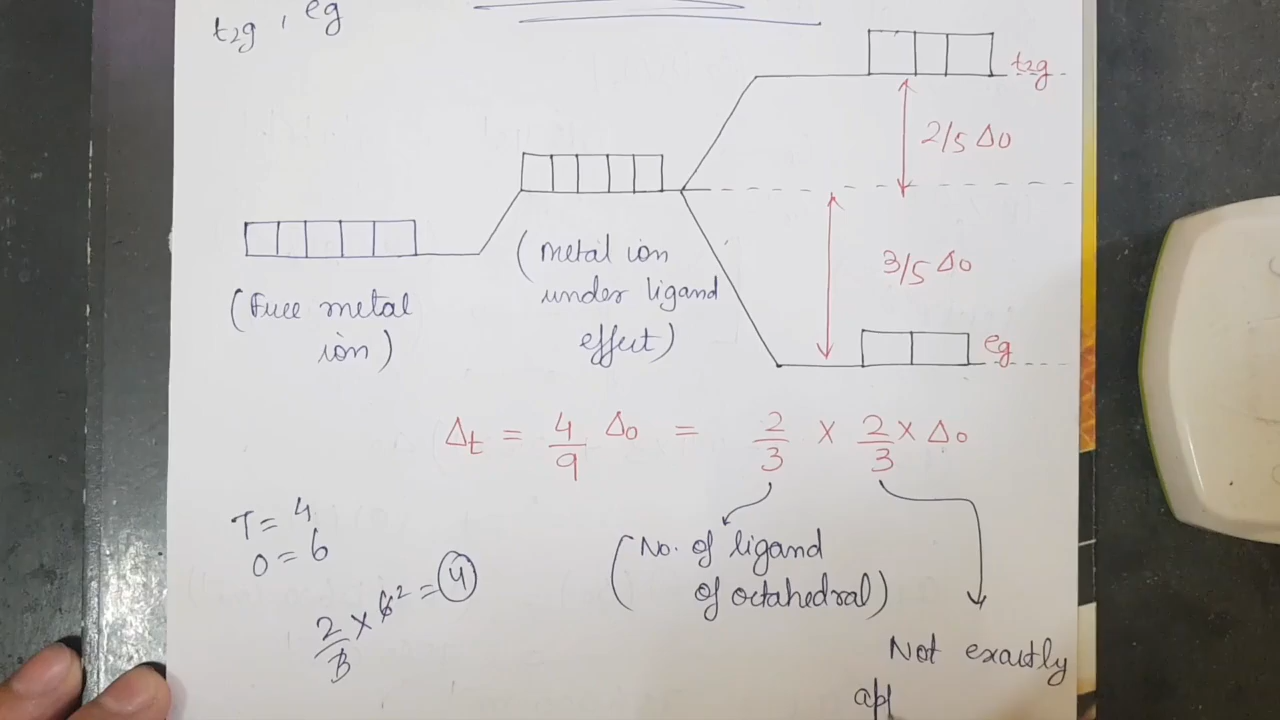 t₂g , eg
t₂g
2/5 Δo
3/5 Δo
eg
(Free metal
ion)
(metal ion
under ligand
effect)
Δt = 4/9 Δo = 2/3 × 2/3 × Δo
T = 4
O = 6
2/3 × 6² = 4
(No. of ligand
of octahedral)
Not exactly
app